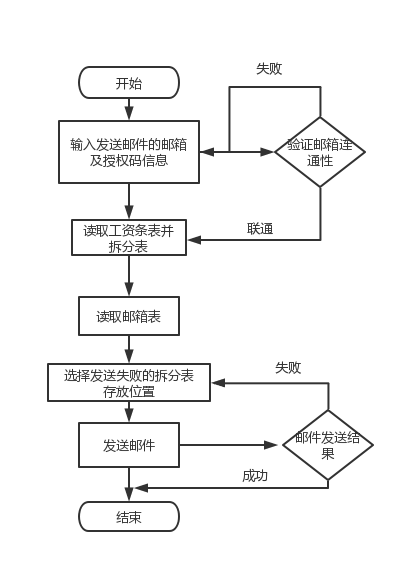 失败
开始
输入发送邮件的邮箱
及授权码信息
验证邮箱连
通性
读取工资条表并
拆分表
联通
读取邮箱表
失败
选择发送失败的拆分表
存放位置
发送邮件
邮件发送结
果
成功
结束